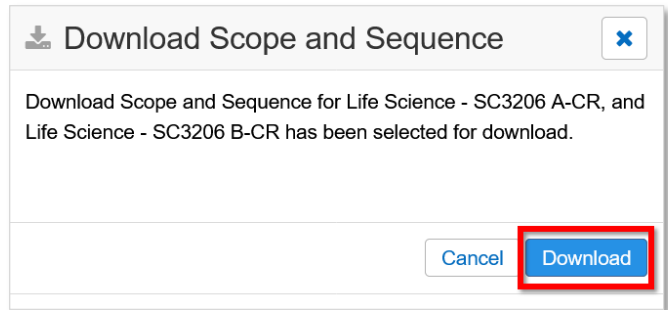 Download Scope and Sequence
Download Scope and Sequence for Life Science - SC3206 A-CR, and
Life Science - SC3206 B-CR has been selected for download.
Cancel Download